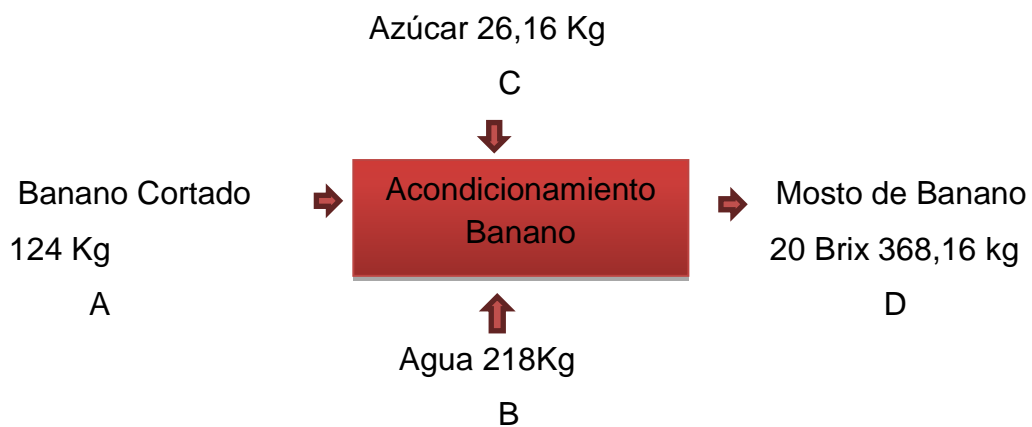 Azúcar 26,16 Kg
C
Banano Cortado
124 Kg
A
Acondicionamiento
Banano
Mosto de Banano
20 Brix 368,16 kg
D
Agua 218Kg
B